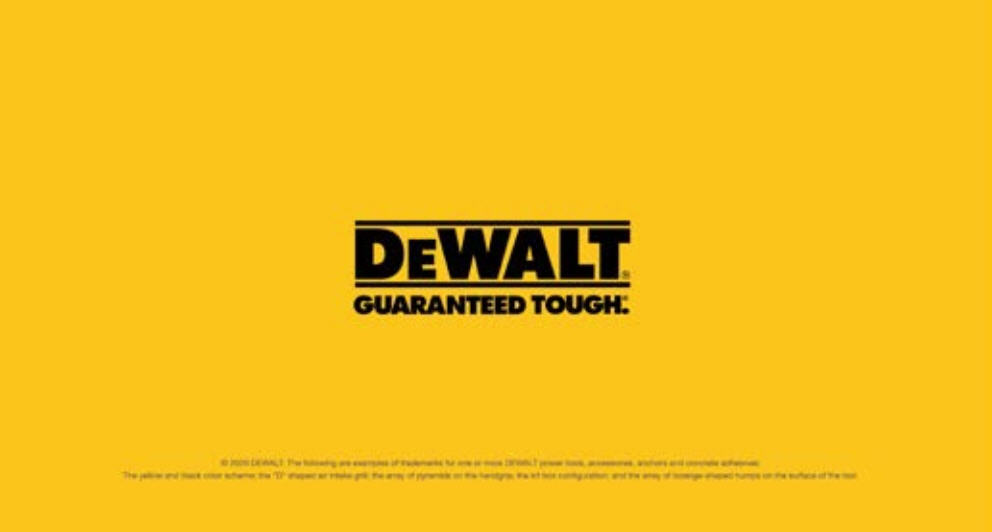 DEWALT®
GUARANTEED TOUGH.®
© 2020 DEWALT. The following are examples of trademarks for one or more DEWALT power tools, accessories, anchors and concrete adhesives:
The yellow and black color scheme; the "D" shaped air intake grill; the array of pyramids on the handgrip; the kit box configuration; and the array of lozenge-shaped humps on the surface of the tool.